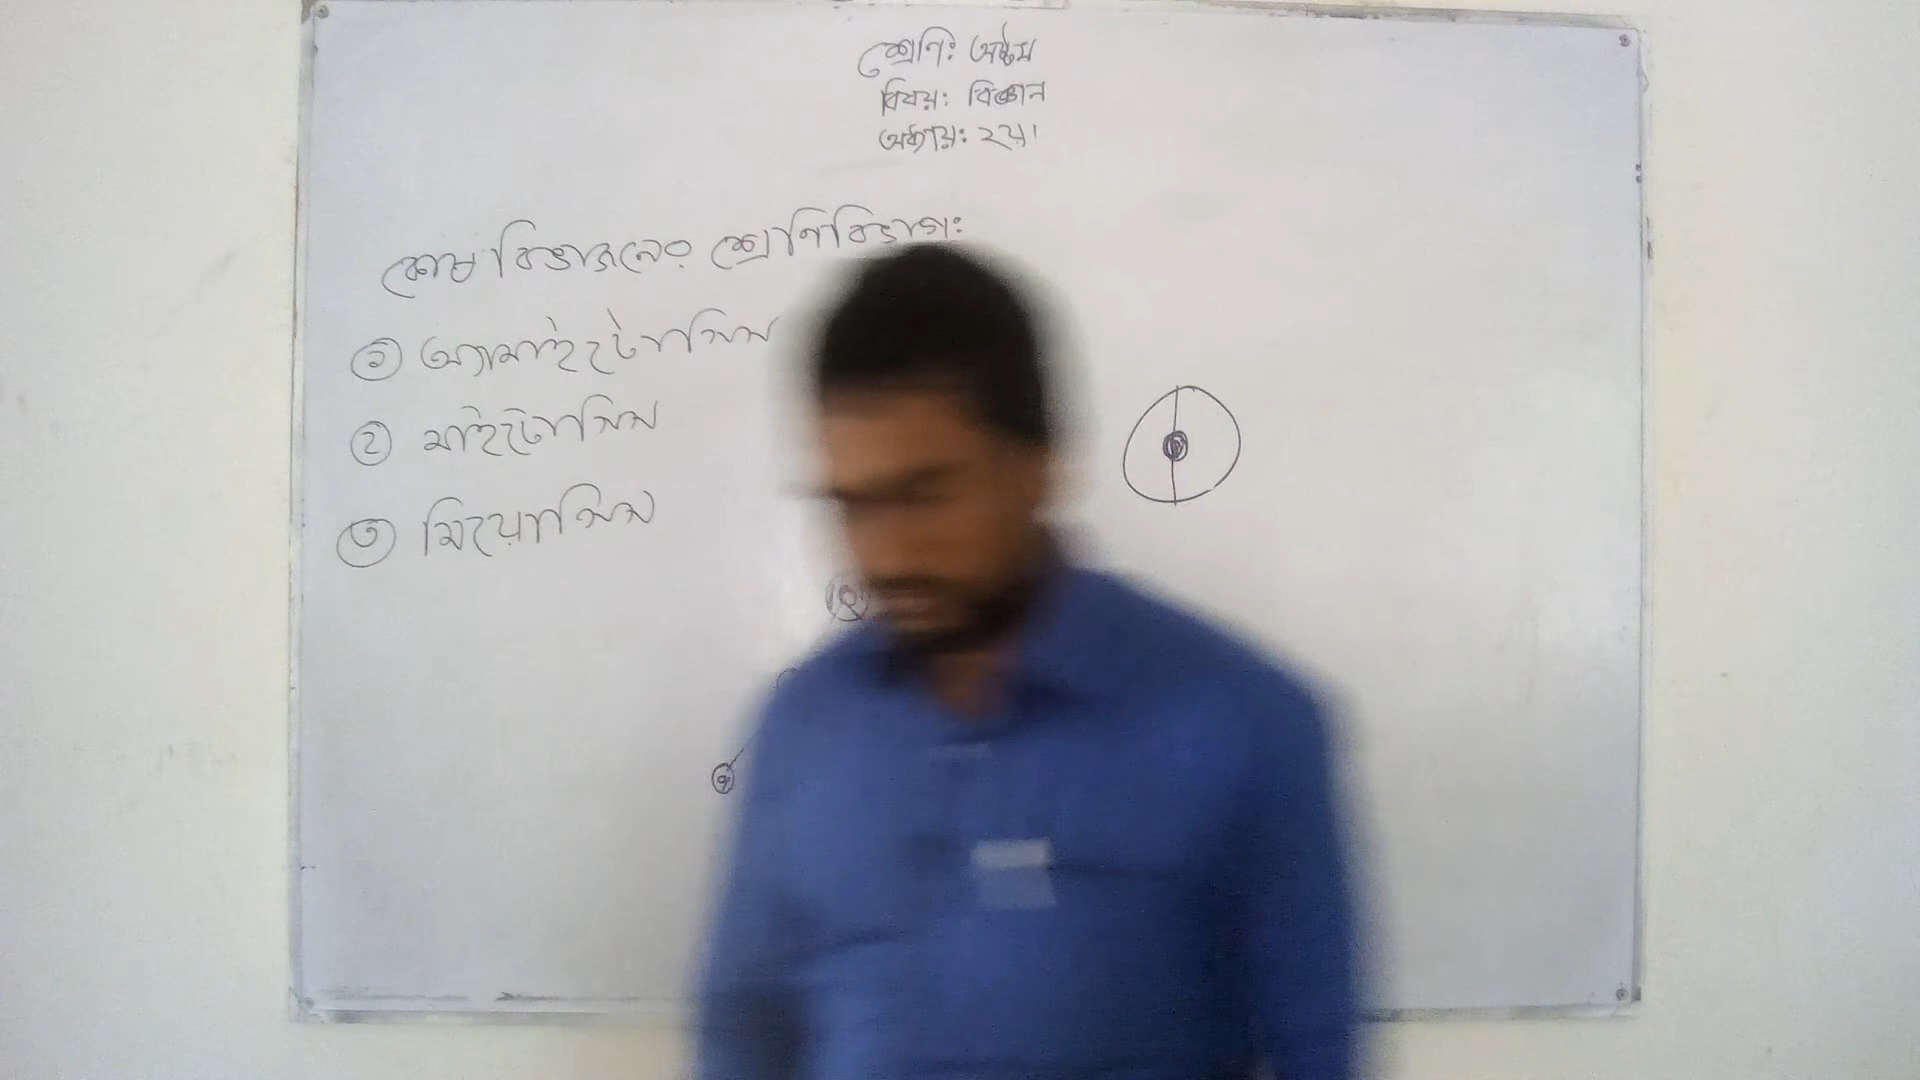 শ্রেণি: অষ্টম
বিষয়: বিজ্ঞান
অধ্যায়: ২য়।
কোষ বিভাজনের শ্রেণিবিভাগ:
১ অ্যামাইটোসিস
২ মাইটোসিস
৩ মিয়োসিস